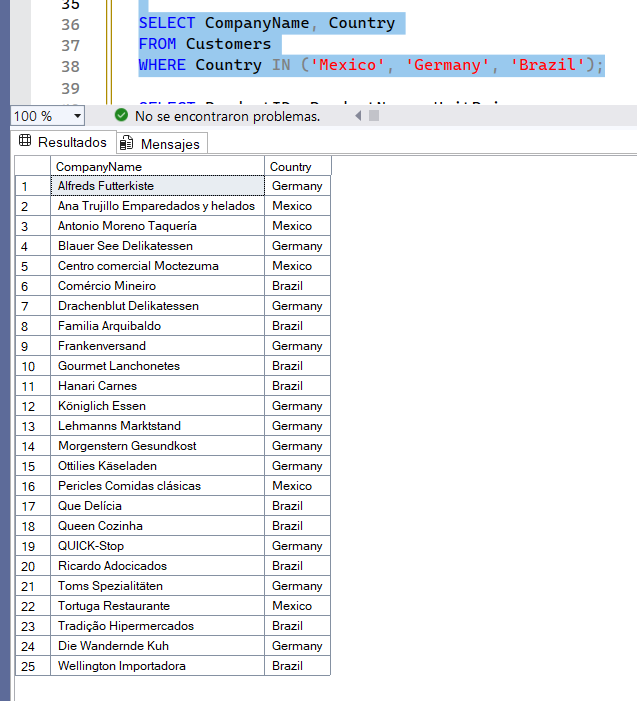 35
36 SELECT CompanyName, Country
37 FROM Customers
38 WHERE Country IN ('Mexico', 'Germany', 'Brazil');
39
100 % No se encontraron problemas.
Resultados Mensajes
CompanyName Country
1 Alfreds Futterkiste Germany
2 Ana Trujillo Emparedados y helados Mexico
3 Antonio Moreno Taquería Mexico
4 Blauer See Delikatessen Germany
5 Centro comercial Moctezuma Mexico
6 Comércio Mineiro Brazil
7 Drachenblut Delikatessen Germany
8 Familia Arquibaldo Brazil
9 Frankenversand Germany
10 Gourmet Lanchonetes Brazil
11 Hanari Carnes Brazil
12 Königlich Essen Germany
13 Lehmanns Marktstand Germany
14 Morgenstern Gesundkost Germany
15 Ottilies Käseladen Germany
16 Pericles Comidas clásicas Mexico
17 Que Delícia Brazil
18 Queen Cozinha Brazil
19 QUICK-Stop Germany
20 Ricardo Adocicados Brazil
21 Toms Spezialitäten Germany
22 Tortuga Restaurante Mexico
23 Tradição Hipermercados Brazil
24 Die Wandernde Kuh Germany
25 Wellington Importadora Brazil